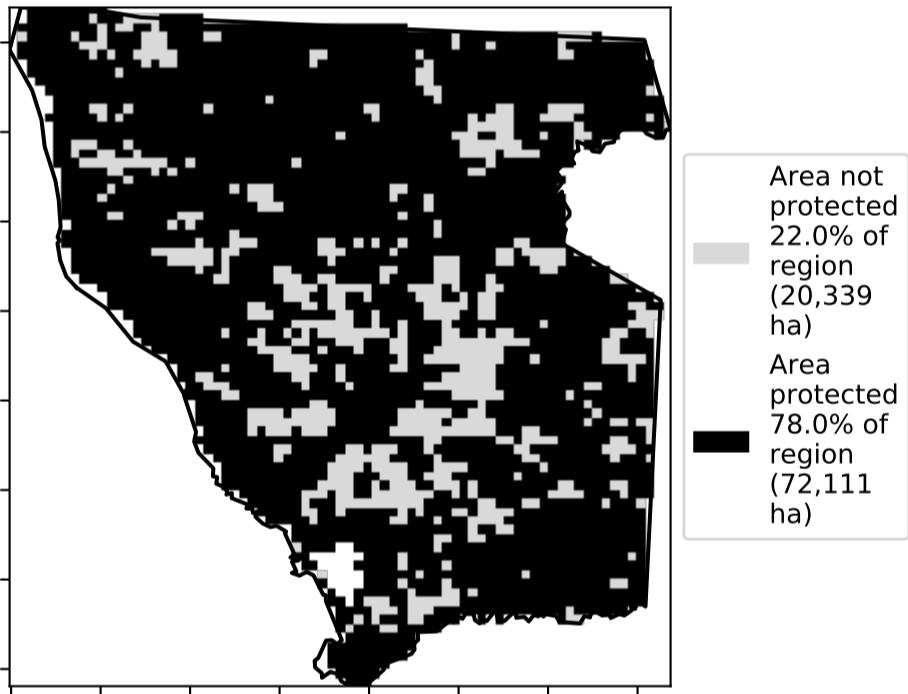 Area not
protected
22.0% of
region
(20,339
ha)
Area
protected
78.0% of
region
(72,111
ha)